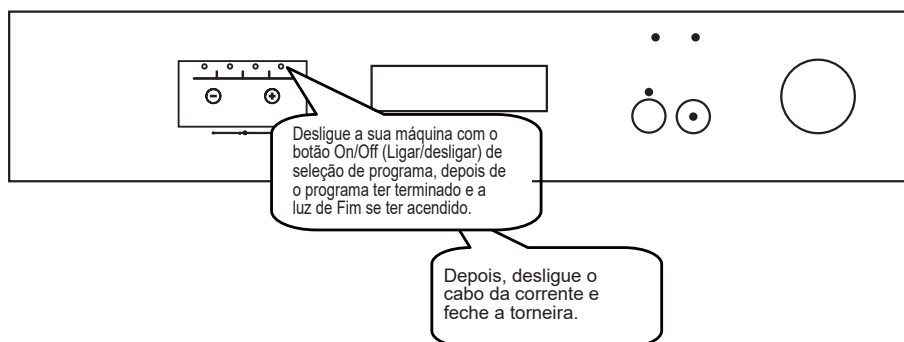 Desligue a sua máquina com o
botão On/Off (Ligar/desligar) de
seleção de programa, depois de
o programa ter terminado e a
luz de Fim se ter acendido.
Depois, desligue o
cabo da corrente e
feche a torneira.